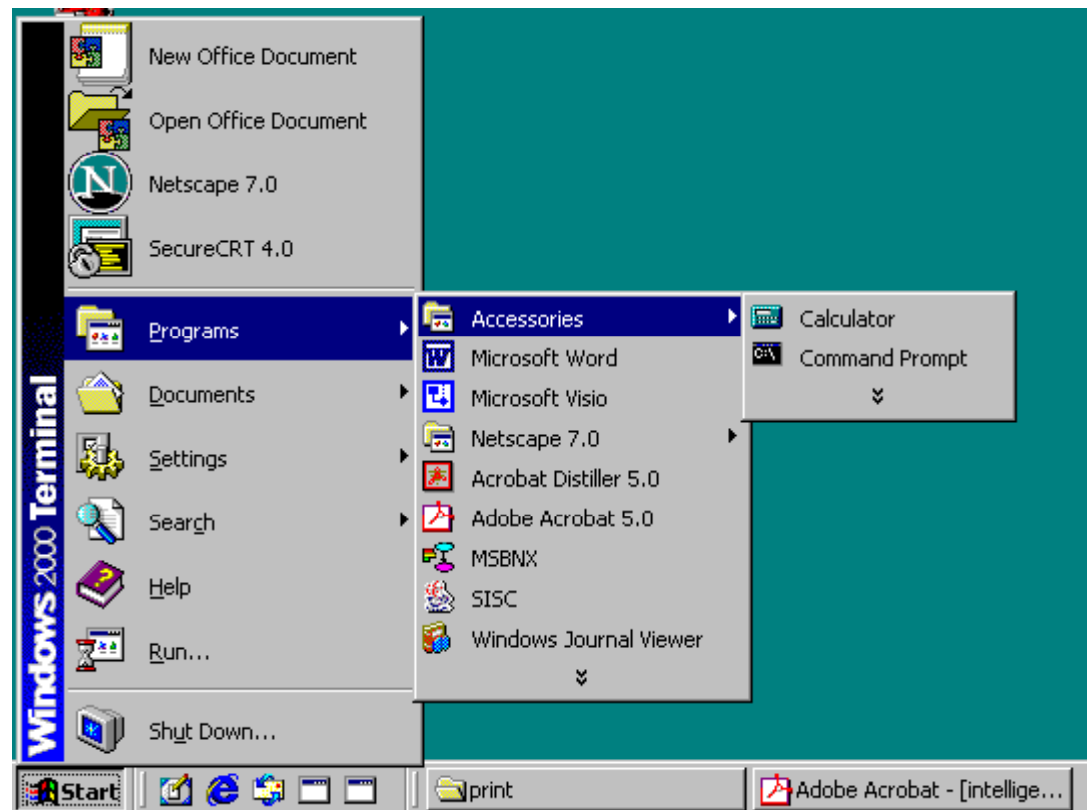 New Office Document
Open Office Document
Netscape 7.0
SecureCRT 4.0
Programs
Documents
Settings
Search
Help
Run...
Shut Down...
Windows 2000 Terminal
Accessories
Microsoft Word
Microsoft Visio
Netscape 7.0
Acrobat Distiller 5.0
Adobe Acrobat 5.0
MSBNX
SISC
Windows Journal Viewer
Calculator
Command Prompt
Start
print
Adobe Acrobat - [intellige...